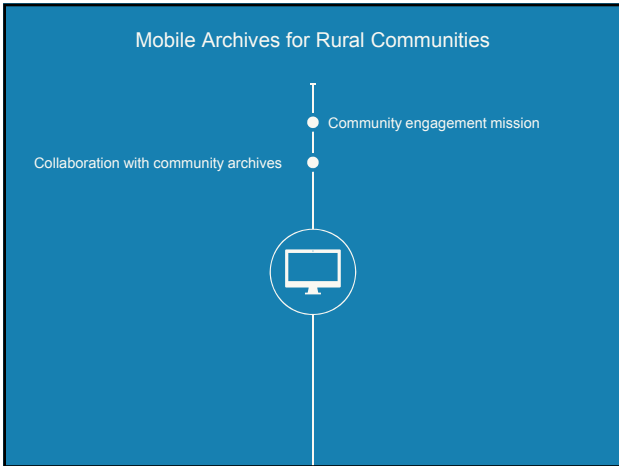 Mobile Archives for Rural Communities
Community engagement mission
Collaboration with community archives